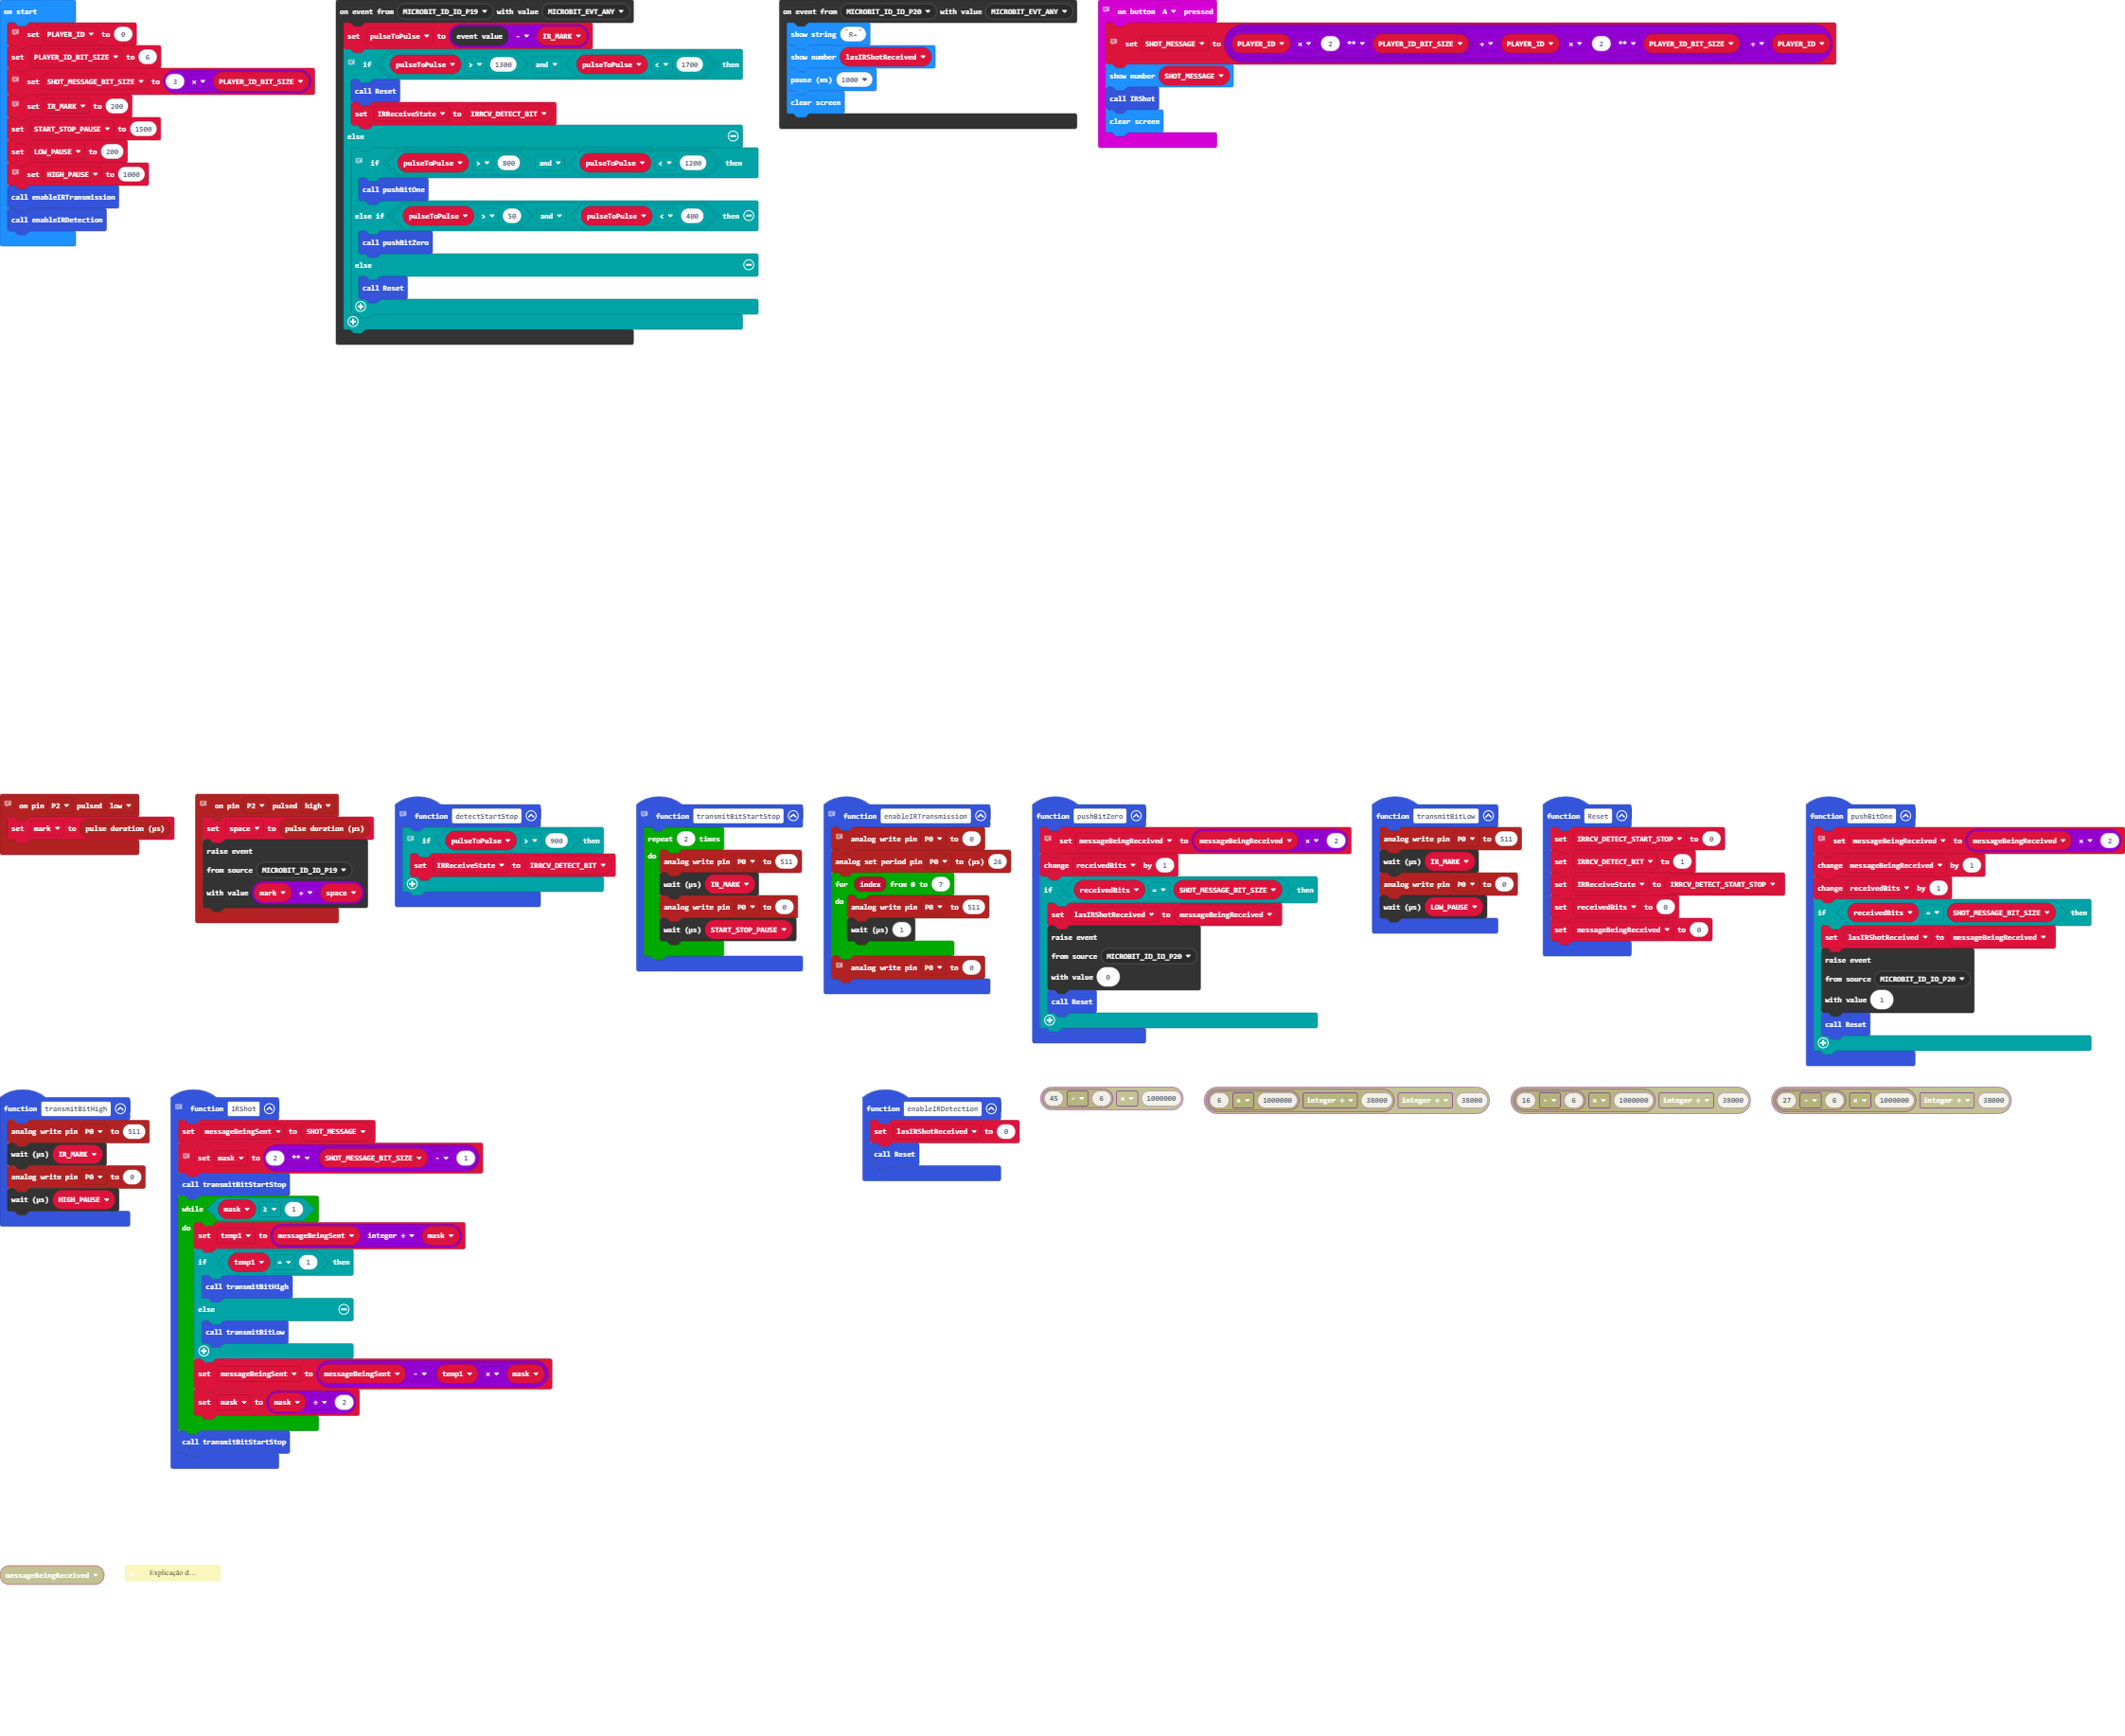 on start
set PLAYER_ID to 0
set PLAYER_ID_BIT_SIZE to 6
set SHOT_MESSAGE_BIT_SIZE to 3 × PLAYER_ID_BIT_SIZE
set IR_MARK to 200
set START_STOP_PAUSE to 1500
set LOW_PAUSE to 200
set HIGH_PAUSE to 1000
call enableIRTransmission
call enableIRDetection
on event from MICROBIT_ID_IO_P19 with value MICROBIT_EVT_ANY
set pulseToPulse to event value - IR_MARK
if pulseToPulse > 1300 and pulseToPulse < 1700 then
call Reset
set IRReceiveState to IRRCV_DETECT_BIT
else
if pulseToPulse > 800 and pulseToPulse < 1200 then
call pushBitOne
else if pulseToPulse > 50 and pulseToPulse < 400 then
call pushBitZero
else
call Reset
on event from MICROBIT_ID_IO_P20 with value MICROBIT_EVT_ANY
show string "R="
show number lasIRShotReceived
pause (ms) 1000
clear screen
on button A pressed
set SHOT_MESSAGE to PLAYER_ID × 2 ** PLAYER_ID_BIT_SIZE + PLAYER_ID × 2 ** PLAYER_ID_BIT_SIZE + PLAYER_ID
show number SHOT_MESSAGE
call IRShot
clear screen
on pin P2 pulsed low
set mark to pulse duration (µs)
on pin P2 pulsed high
set space to pulse duration (µs)
raise event
from source MICROBIT_ID_IO_P19
with value mark + space
function detectStartStop
if pulseToPulse > 900 then
set IRReceiveState to IRRCV_DETECT_BIT
function transmitBitStartStop
repeat 2 times
do analog write pin P0 to 511
wait (µs) IR_MARK
analog write pin P0 to 0
wait (µs) START_STOP_PAUSE
function enableIRTransmission
analog write pin P0 to 0
analog set period pin P0 to (µs) 26
for index from 0 to 7
do analog write pin P0 to 511
wait (µs) 1
analog write pin P0 to 0
function pushBitZero
set messageBeingReceived to messageBeingReceived × 2
change receivedBits by 1
if receivedBits = SHOT_MESSAGE_BIT_SIZE then
set lasIRShotReceived to messageBeingReceived
raise event
from source MICROBIT_ID_IO_P20
with value 0
call Reset
function transmitBitLow
analog write pin P0 to 511
wait (µs) IR_MARK
analog write pin P0 to 0
wait (µs) LOW_PAUSE
function Reset
set IRRCV_DETECT_START_STOP to 0
set IRRCV_DETECT_BIT to 1
set IRReceiveState to IRRCV_DETECT_START_STOP
set receivedBits to 0
set messageBeingReceived to 0
function pushBitOne
set messageBeingReceived to messageBeingReceived × 2
change messageBeingReceived by 1
change receivedBits by 1
if receivedBits = SHOT_MESSAGE_BIT_SIZE then
set lasIRShotReceived to messageBeingReceived
raise event
from source MICROBIT_ID_IO_P20
with value 1
call Reset
function transmitBitHigh
analog write pin P0 to 511
wait (µs) IR_MARK
analog write pin P0 to 0
wait (µs) HIGH_PAUSE
function IRShot
set messageBeingSent to SHOT_MESSAGE
set mask to 2 ** SHOT_MESSAGE_BIT_SIZE - 1
call transmitBitStartStop
while mask ≥ 1
do set temp1 to messageBeingSent integer ÷ mask
if temp1 = 1 then
call transmitBitHigh
else
call transmitBitLow
set messageBeingSent to messageBeingSent - temp1 × mask
set mask to mask ÷ 2
call transmitBitStartStop
function enableIRDetection
set lasIRShotReceived to 0
call Reset
45 - 6 × 1000000
6 × 1000000 integer ÷ 38000 integer ÷ 38000
16 - 6 × 1000000 integer ÷ 38000
27 - 6 × 1000000 integer ÷ 38000
messageBeingReceived
Explicação d...